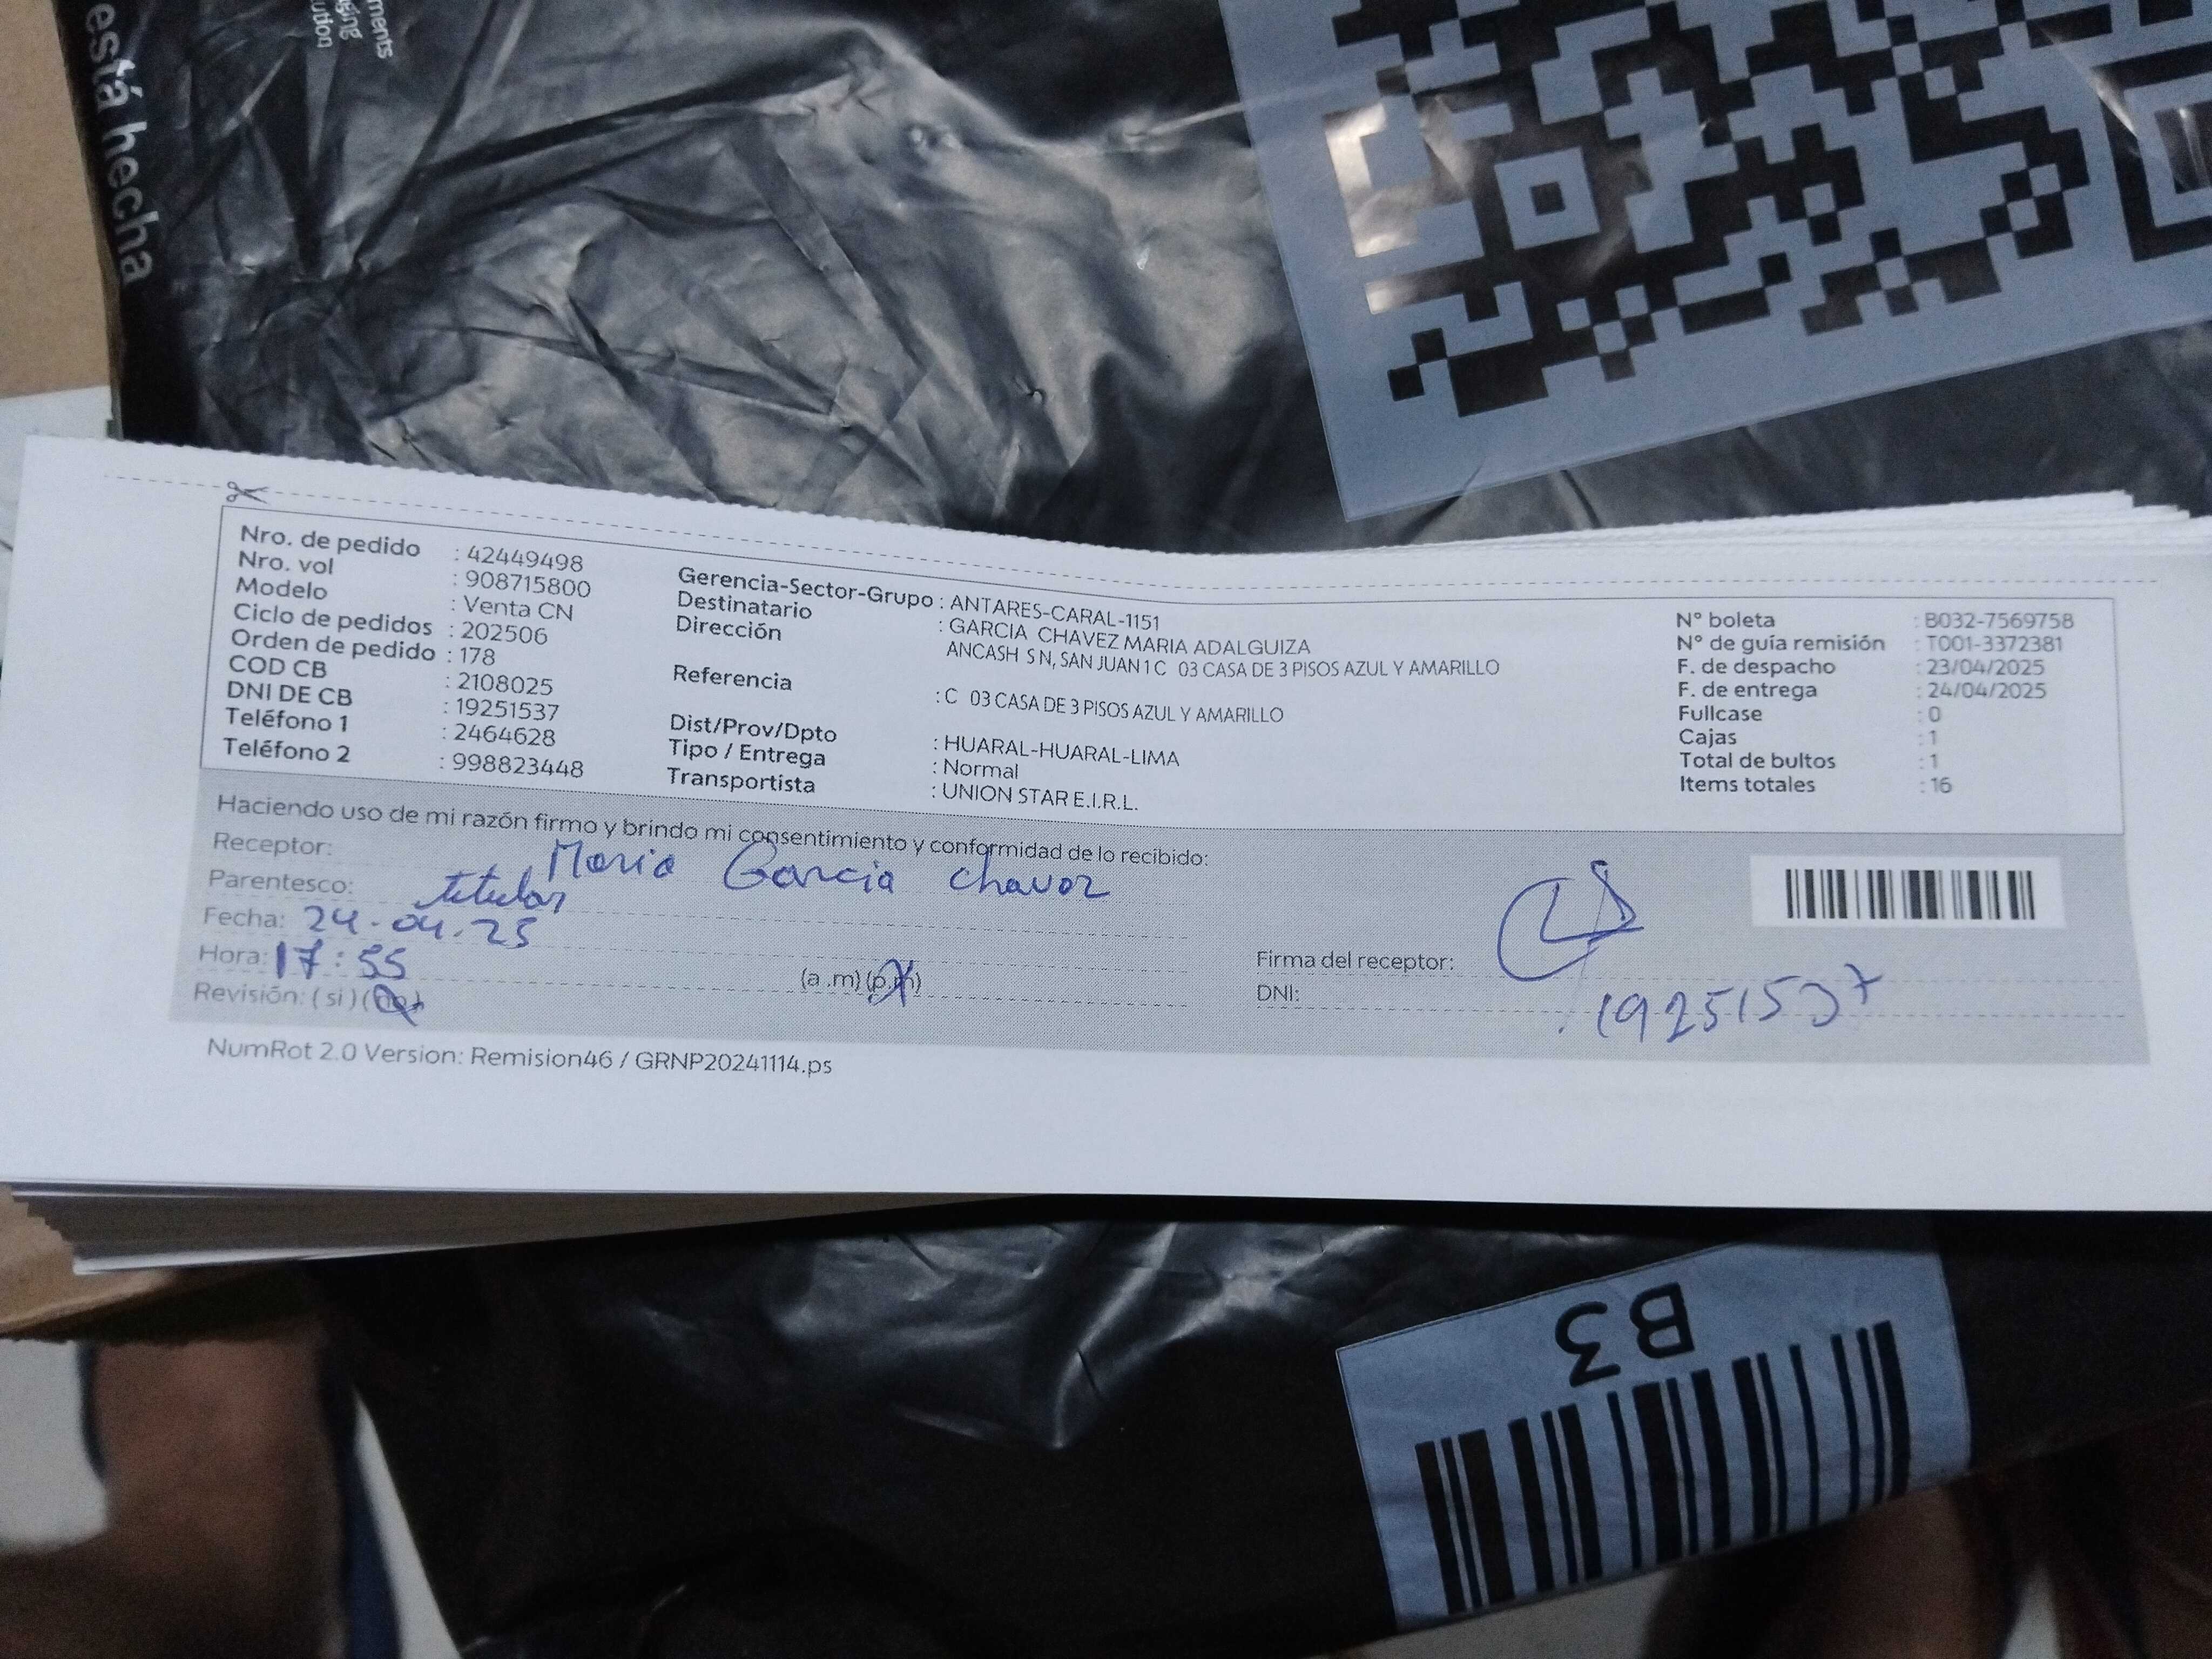 está hecha
ments
ging
ution
Nro. de pedido : 42449498
Nro. vol : 908715800
Modelo : Venta CN
Ciclo de pedidos : 202506
Orden de pedido : 178
COD CB : 2108025
DNI DE CB : 19251537
Teléfono 1 : 2464628
Teléfono 2 : 998823448
Gerencia-Sector-Grupo : ANTARES-CARAL-1151
Destinatario : GARCIA CHAVEZ MARIA ADALGUIZA
Dirección ANCASH S N, SAN JUAN 1 C 03 CASA DE 3 PISOS AZUL Y AMARILLO
Referencia : C 03 CASA DE 3 PISOS AZUL Y AMARILLO
Dist/Prov/Dpto : HUARAL-HUARAL-LIMA
Tipo / Entrega : Normal
Transportista : UNION STAR E.I.R.L.
N° boleta : B032-7569758
N° de guía remisión : T001-3372381
F. de despacho : 23/04/2025
F. de entrega : 24/04/2025
Fullcase : 0
Cajas : 1
Total de bultos : 1
Items totales : 16
Haciendo uso de mi razón firmo y brindo mi consentimiento y conformidad de lo recibido:
Receptor: Maria Garcia Chavez
Parentesco: titular
Fecha: 24-04-25
Hora: 17:55 (a.m) (p.m)
Revisión: (si) (no)
Firma del receptor:
DNI: 19251537
NumRot 2.0 Version: Remision46 / GRNP20241114.ps
B3